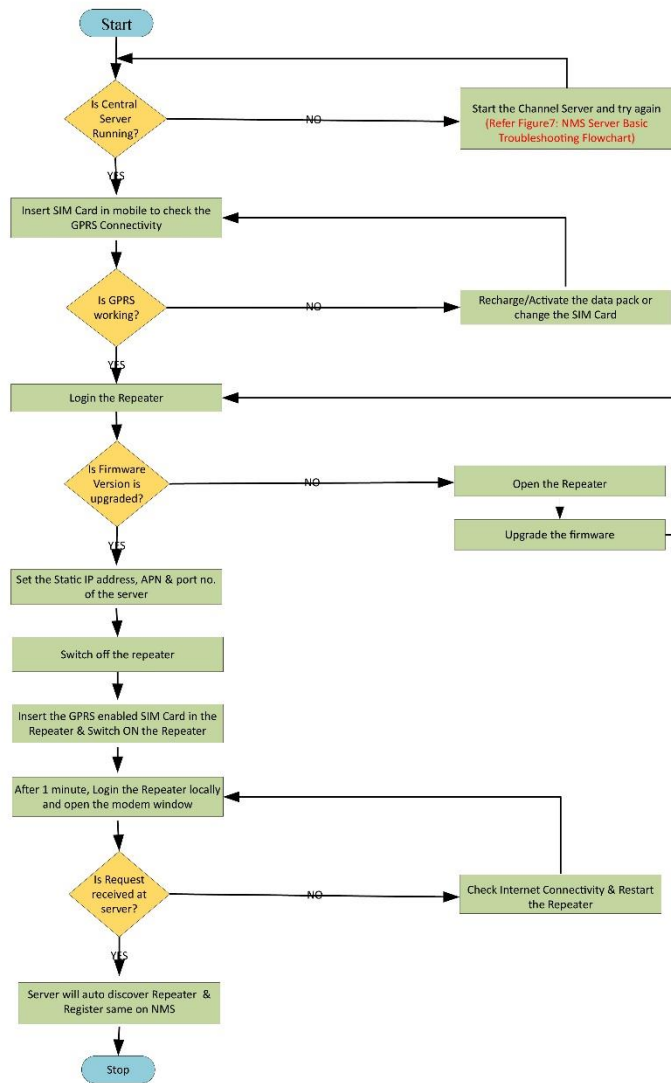 Start
Is Central
Server
Running?
NO
Start the Channel Server and try again
(Refer Figure7: NMS Server Basic
Troubleshooting Flowchart)
YES
Insert SIM Card in mobile to check the
GPRS Connectivity
Is GPRS
working?
NO
Recharge/Activate the data pack or
change the SIM Card
YES
Login the Repeater
Is Firmware
Version is
upgraded?
NO
Open the Repeater
Upgrade the firmware
YES
Set the Static IP address, APN & port no.
of the server
Switch off the repeater
Insert the GPRS enabled SIM Card in the
Repeater & Switch ON the Repeater
After 1 minute, Login the Repeater locally
and open the modem window
Is Request
received at
server?
NO
Check Internet Connectivity & Restart
the Repeater
YES
Server will auto discover Repeater &
Register same on NMS
Stop